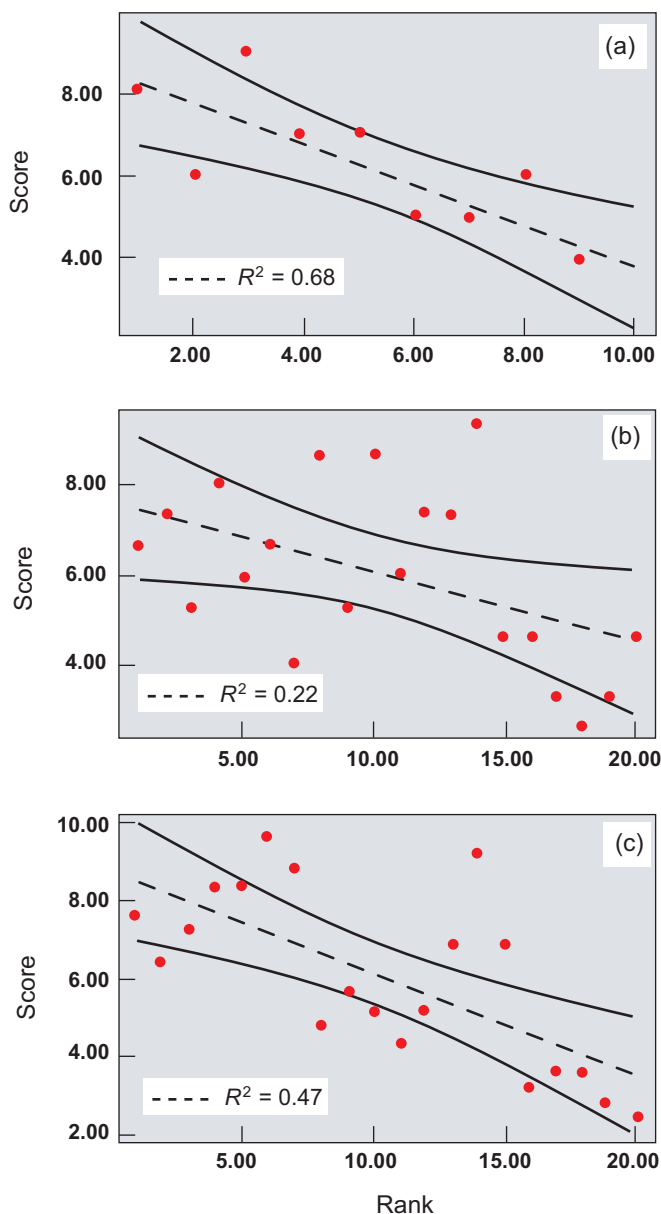 (a)
8.00
6.00
4.00
Score
R² = 0.68
2.00 4.00 6.00 8.00 10.00
(b)
8.00
6.00
4.00
Score
R² = 0.22
5.00 10.00 15.00 20.00
(c)
10.00
8.00
6.00
4.00
2.00
Score
R² = 0.47
5.00 10.00 15.00 20.00
Rank